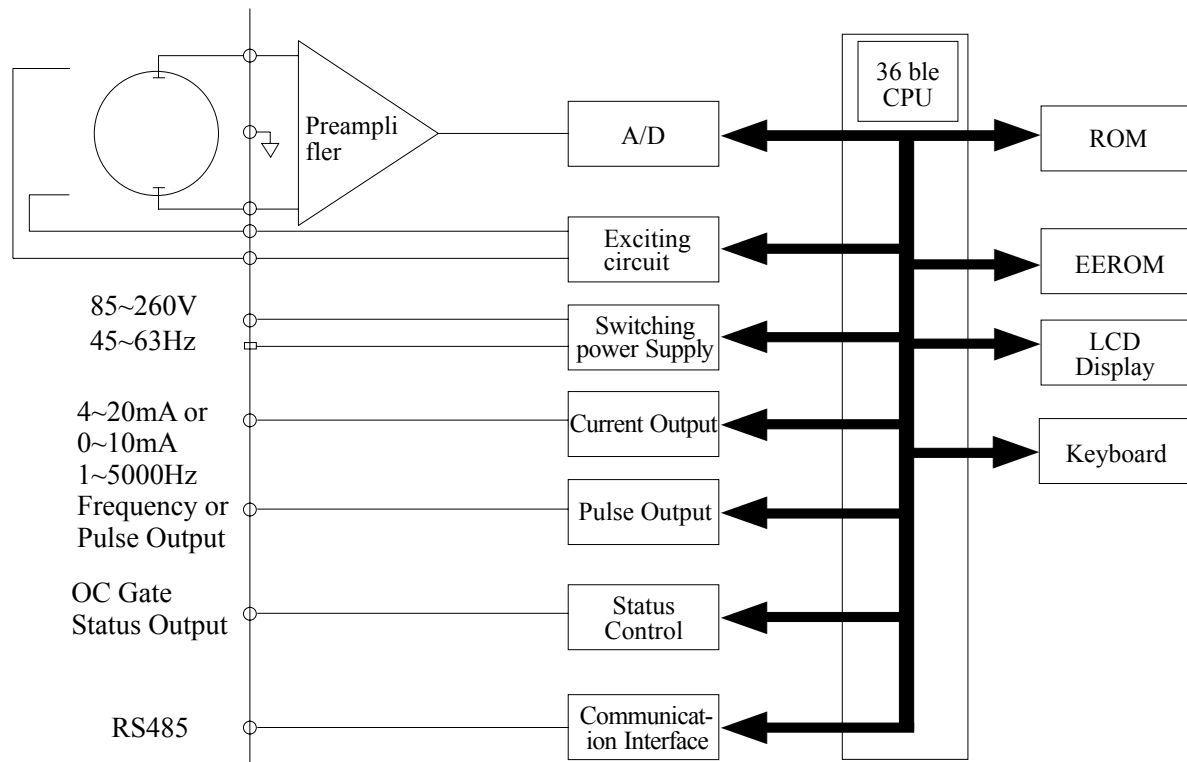 36 ble
CPU
Preampli
fler
A/D
ROM
Exciting
circuit
EEROM
85~260V
45~63Hz
Switching
power Supply
LCD
Display
4~20mA or
0~10mA
1~5000Hz
Frequency or
Pulse Output
Current Output
Keyboard
Pulse Output
OC Gate
Status Output
Status
Control
RS485
Communicat-
ion Interface